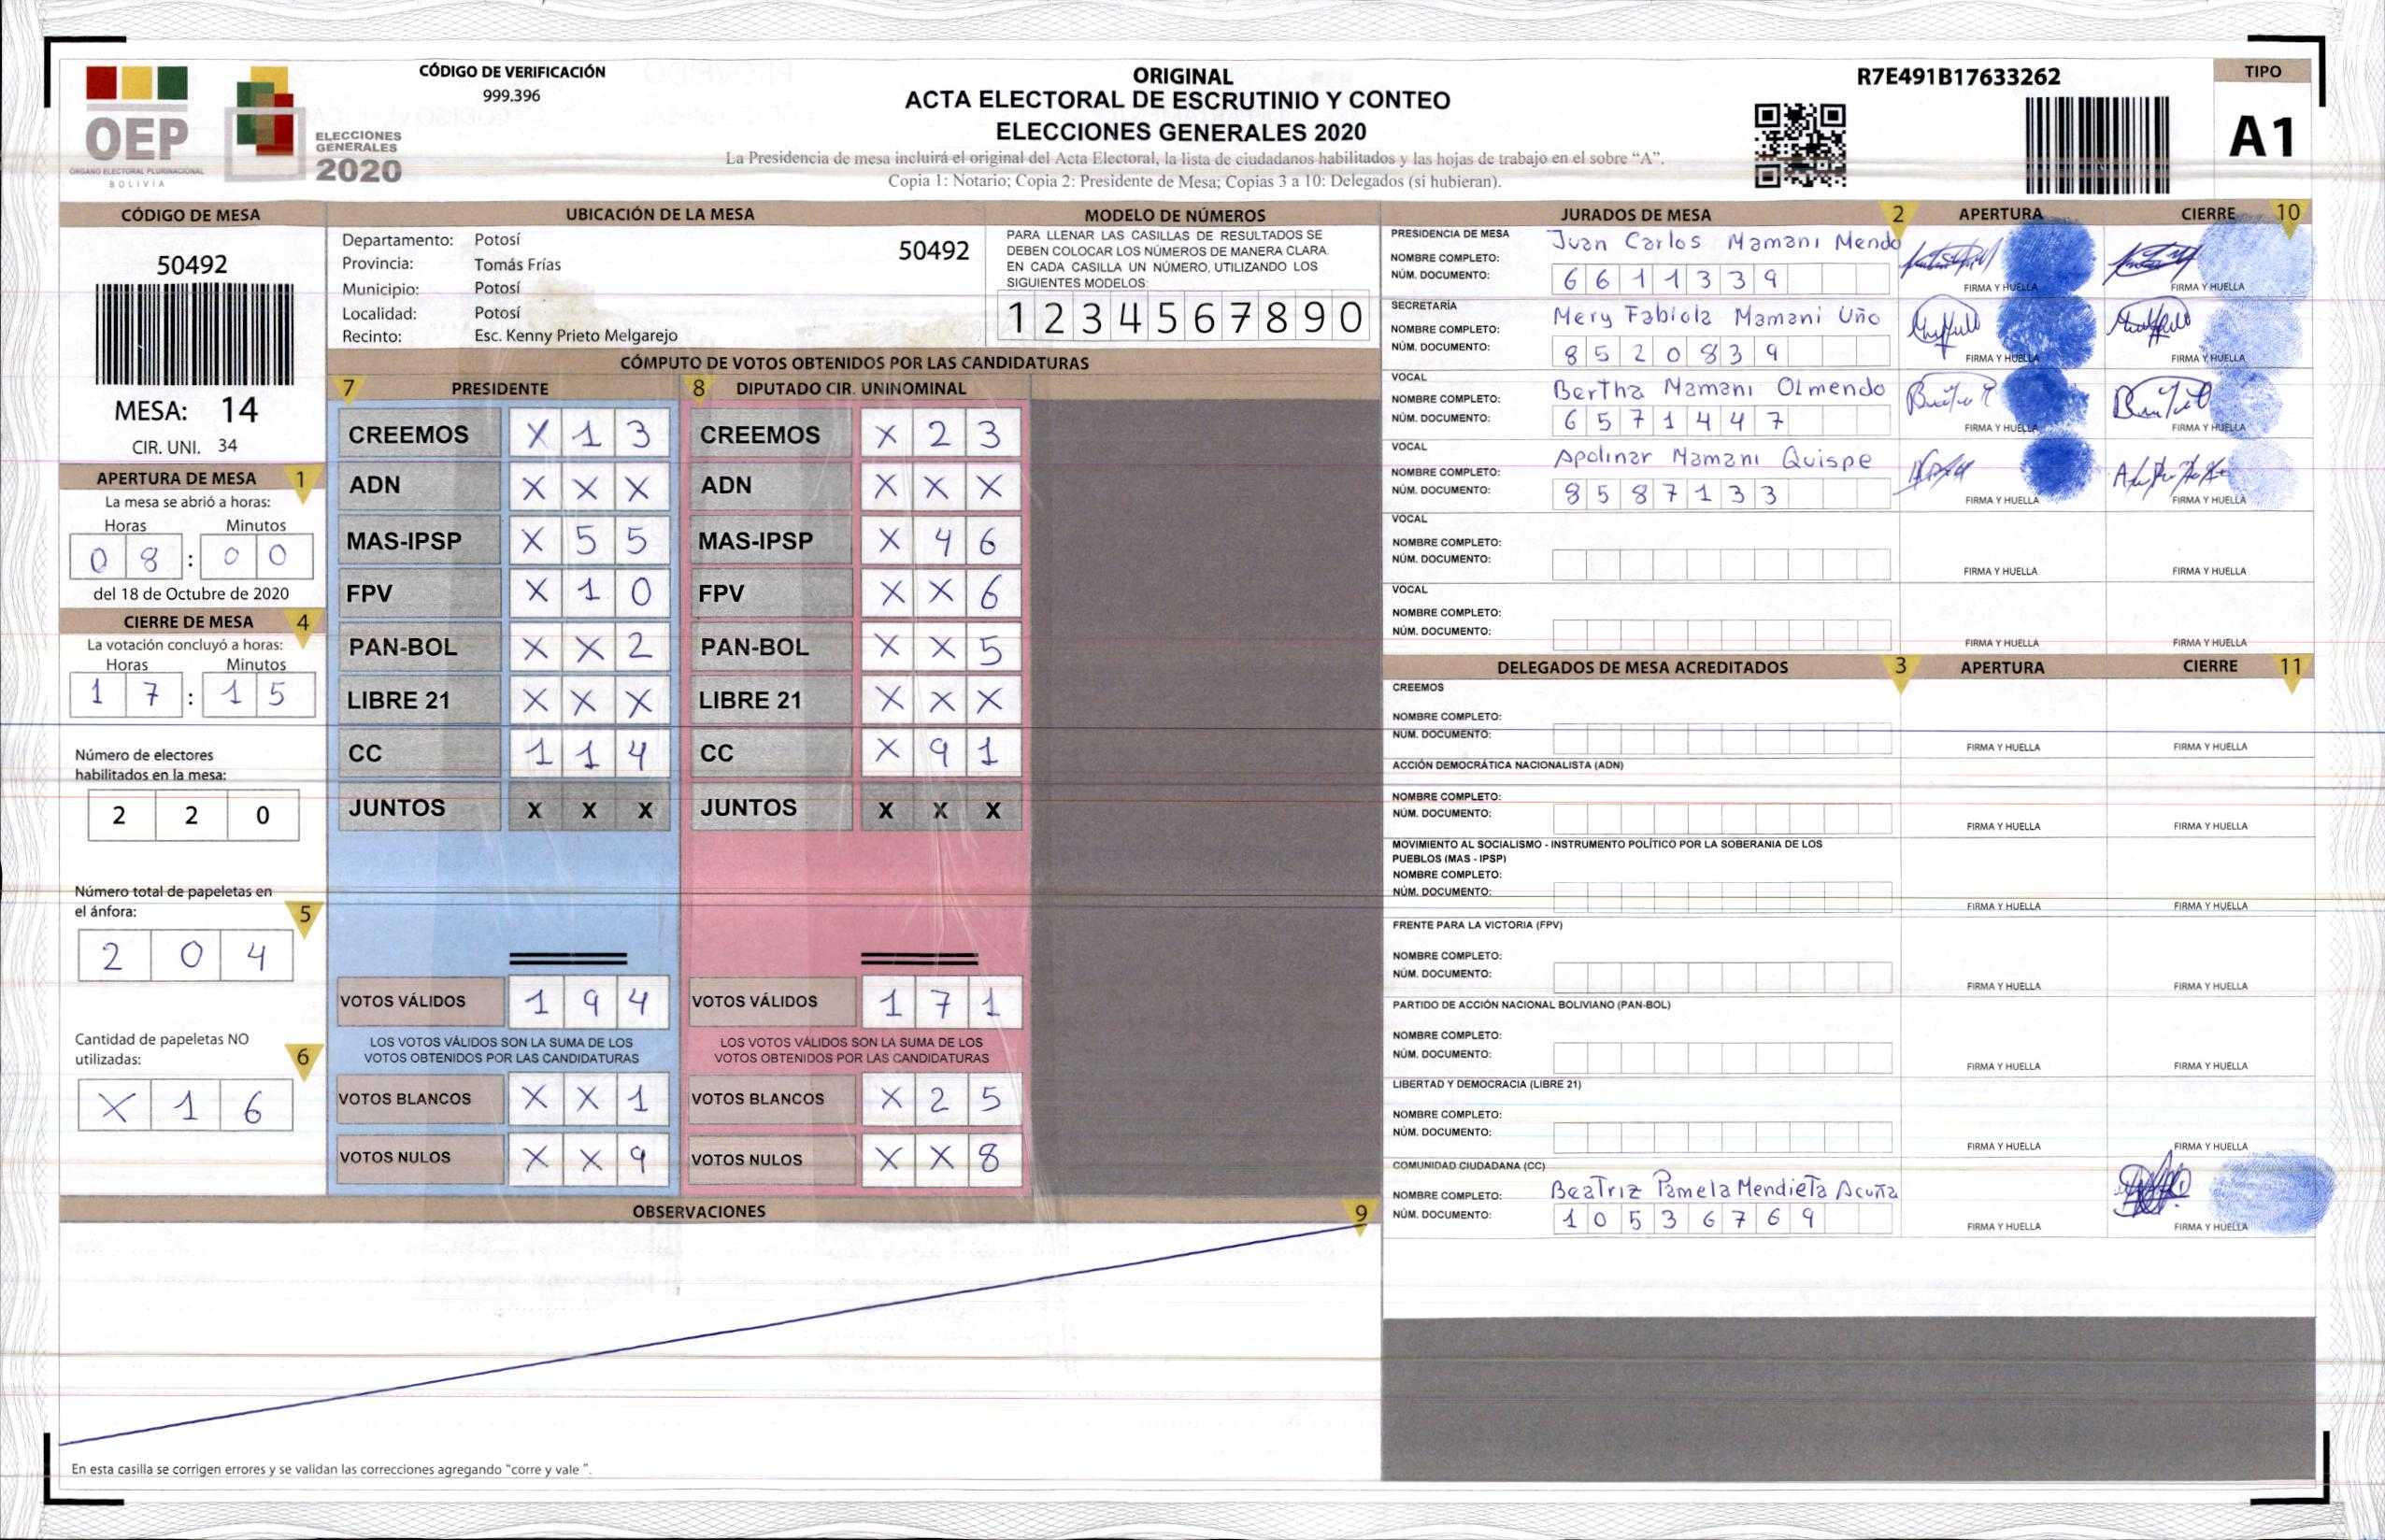 OEP
ÓRGANO ELECTORAL PLURINACIONAL
BOLIVIA
ELECCIONES
GENERALES
2020
CÓDIGO DE VERIFICACIÓN
999.396
ORIGINAL
ACTA ELECTORAL DE ESCRUTINIO Y CONTEO
ELECCIONES GENERALES 2020
La Presidencia de mesa incluirá el original del Acta Electoral, la lista de ciudadanos habilitados y las hojas de trabajo en el sobre “A”.
Copia 1: Notario; Copia 2: Presidente de Mesa; Copias 3 a 10: Delegados (si hubieran).
R7E491B17633262
TIPO
A1
CÓDIGO DE MESA
50492
MESA: 14
CIR. UNI. 34
APERTURA DE MESA 1
La mesa se abrió a horas:
Horas Minutos
0 8 : 0 0
del 18 de Octubre de 2020
CIERRE DE MESA 4
La votación concluyó a horas:
Horas Minutos
1 7 : 1 5
Número de electores
habilitados en la mesa:
2 2 0
Número total de papeletas en
el ánfora: 5
2 0 4
Cantidad de papeletas NO
utilizadas: 6
X 1 6
UBICACIÓN DE LA MESA
Departamento: Potosí 50492
Provincia: Tomás Frías
Municipio: Potosí
Localidad: Potosí
Recinto: Esc. Kenny Prieto Melgarejo
MODELO DE NÚMEROS
PARA LLENAR LAS CASILLAS DE RESULTADOS SE
DEBEN COLOCAR LOS NÚMEROS DE MANERA CLARA.
EN CADA CASILLA UN NÚMERO, UTILIZANDO LOS
SIGUIENTES MODELOS:
1 2 3 4 5 6 7 8 9 0
CÓMPUTO DE VOTOS OBTENIDOS POR LAS CANDIDATURAS
7 PRESIDENTE 8 DIPUTADO CIR. UNINOMINAL
CREEMOS X 1 3 CREEMOS X 2 3
ADN X X X ADN X X X
MAS-IPSP X 5 5 MAS-IPSP X 4 6
FPV X 1 0 FPV X X 6
PAN-BOL X X 2 PAN-BOL X X 5
LIBRE 21 X X X LIBRE 21 X X X
CC 1 1 4 CC X 9 1
JUNTOS X X X JUNTOS X X X
VOTOS VÁLIDOS 1 9 4 VOTOS VÁLIDOS 1 7 1
LOS VOTOS VÁLIDOS SON LA SUMA DE LOS LOS VOTOS VÁLIDOS SON LA SUMA DE LOS
VOTOS OBTENIDOS POR LAS CANDIDATURAS VOTOS OBTENIDOS POR LAS CANDIDATURAS
VOTOS BLANCOS X X 1 VOTOS BLANCOS X 2 5
VOTOS NULOS X X 9 VOTOS NULOS X X 8
OBSERVACIONES 9
En esta casilla se corrigen errores y se validan las correcciones agregando “corre y vale ”.
JURADOS DE MESA 2 APERTURA CIERRE 10
PRESIDENCIA DE MESA
NOMBRE COMPLETO: Juan Carlos Mamani Mendo
NÚM. DOCUMENTO: 6 6 1 1 3 3 9
FIRMA Y HUELLA FIRMA Y HUELLA
SECRETARÍA
NOMBRE COMPLETO: Mery Fabiola Mamani Uño
NÚM. DOCUMENTO: 8 5 2 0 8 3 9
FIRMA Y HUELLA FIRMA Y HUELLA
VOCAL
NOMBRE COMPLETO: Bertha Mamani Olmendo
NÚM. DOCUMENTO: 6 5 7 1 4 4 7
FIRMA Y HUELLA FIRMA Y HUELLA
VOCAL
NOMBRE COMPLETO: Apolinar Mamani Quispe
NÚM. DOCUMENTO: 8 5 8 7 1 3 3
FIRMA Y HUELLA FIRMA Y HUELLA
VOCAL
NOMBRE COMPLETO:
NÚM. DOCUMENTO:
FIRMA Y HUELLA FIRMA Y HUELLA
VOCAL
NOMBRE COMPLETO:
NÚM. DOCUMENTO:
FIRMA Y HUELLA FIRMA Y HUELLA
DELEGADOS DE MESA ACREDITADOS 3 APERTURA CIERRE 11
CREEMOS
NOMBRE COMPLETO:
NÚM. DOCUMENTO:
FIRMA Y HUELLA FIRMA Y HUELLA
ACCIÓN DEMOCRÁTICA NACIONALISTA (ADN)
NOMBRE COMPLETO:
NÚM. DOCUMENTO:
FIRMA Y HUELLA FIRMA Y HUELLA
MOVIMIENTO AL SOCIALISMO - INSTRUMENTO POLÍTICO POR LA SOBERANIA DE LOS
PUEBLOS (MAS - IPSP)
NOMBRE COMPLETO:
NÚM. DOCUMENTO:
FIRMA Y HUELLA FIRMA Y HUELLA
FRENTE PARA LA VICTORIA (FPV)
NOMBRE COMPLETO:
NÚM. DOCUMENTO:
FIRMA Y HUELLA FIRMA Y HUELLA
PARTIDO DE ACCIÓN NACIONAL BOLIVIANO (PAN-BOL)
NOMBRE COMPLETO:
NÚM. DOCUMENTO:
FIRMA Y HUELLA FIRMA Y HUELLA
LIBERTAD Y DEMOCRACIA (LIBRE 21)
NOMBRE COMPLETO:
NÚM. DOCUMENTO:
FIRMA Y HUELLA FIRMA Y HUELLA
COMUNIDAD CIUDADANA (CC)
NOMBRE COMPLETO: Beatriz Pamela Mendieta Acuña
NÚM. DOCUMENTO: 1 0 5 3 6 7 6 9
FIRMA Y HUELLA FIRMA Y HUELLA